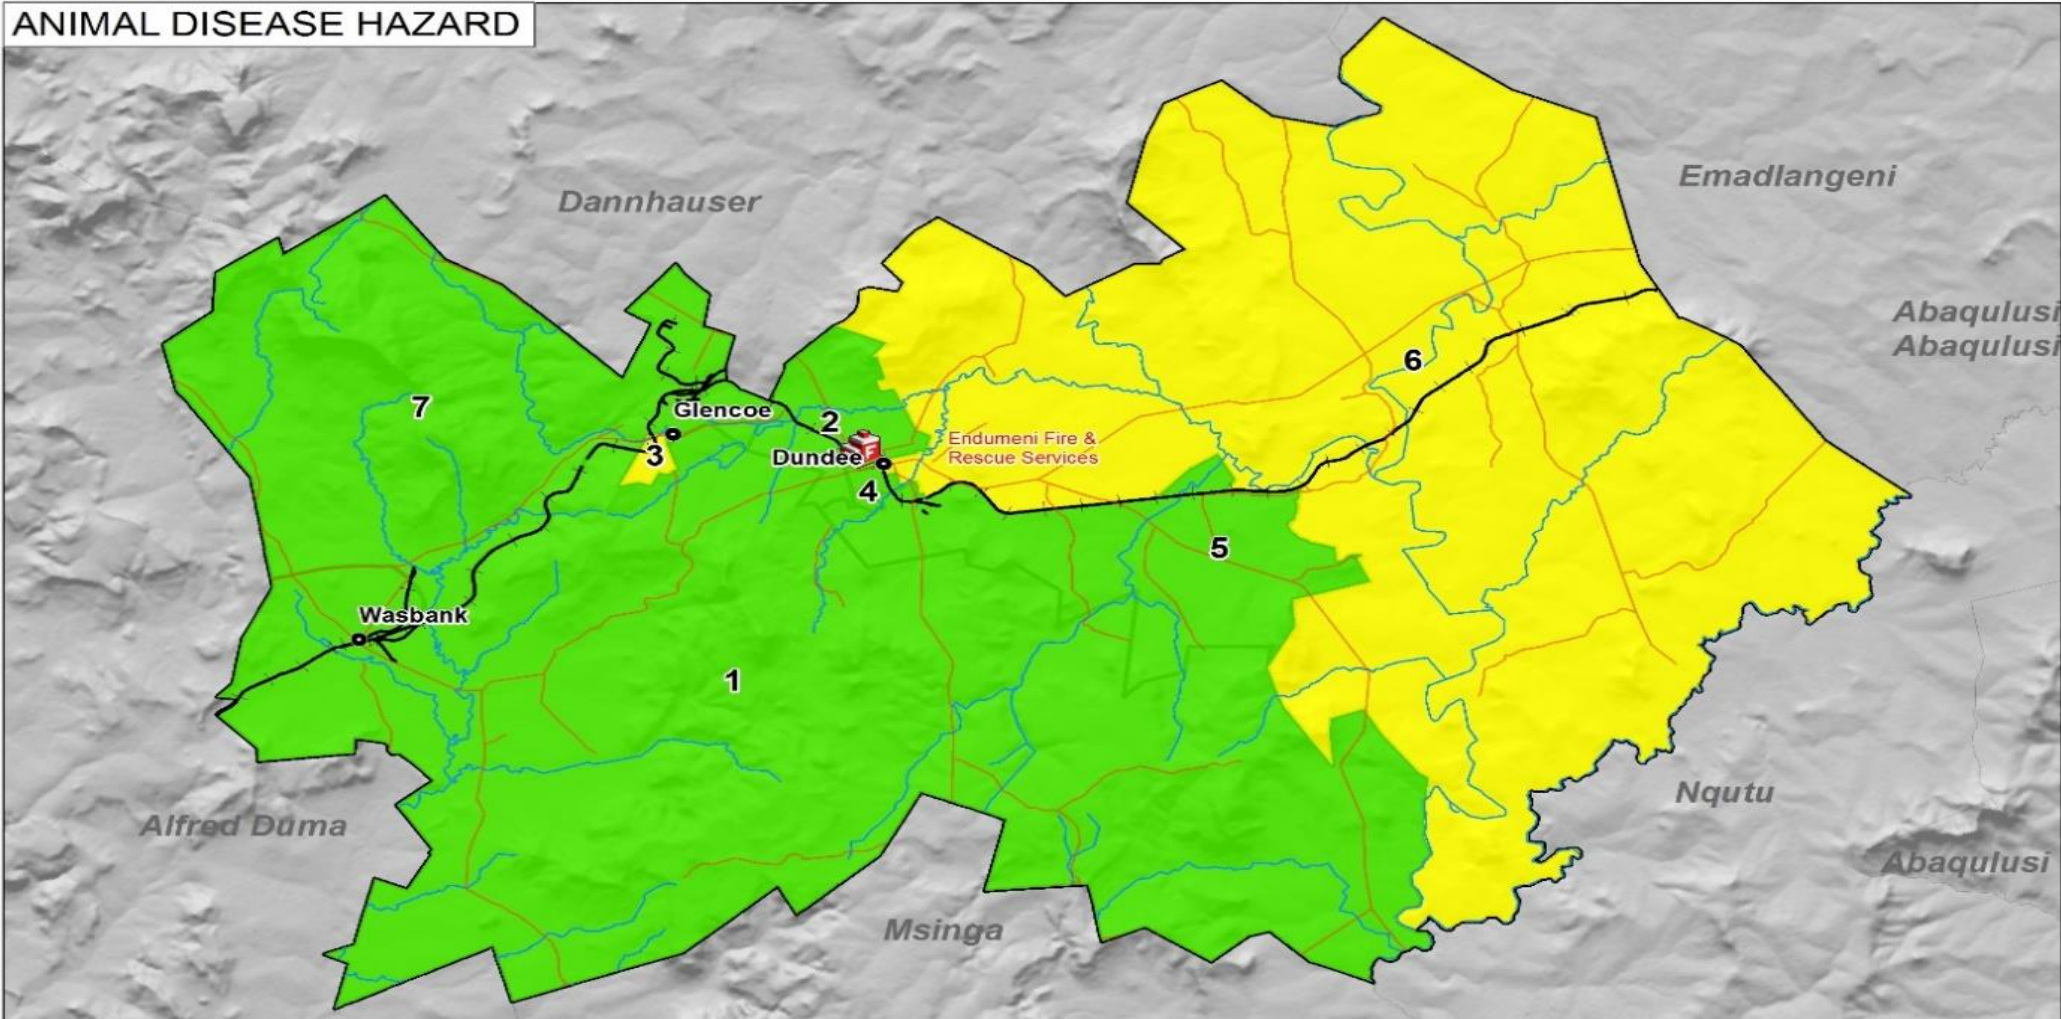 ANIMAL DISEASE HAZARD
Emadlangeni
Dannhauser
Abaqulusi
Abaqulusi
6
7
Glencoe
2
Endumeni Fire &
Rescue Services
3
Dundee
F
4
5
Wasbank
1
Nqutu
Alfred Duma
Abaqulusi
Msinga